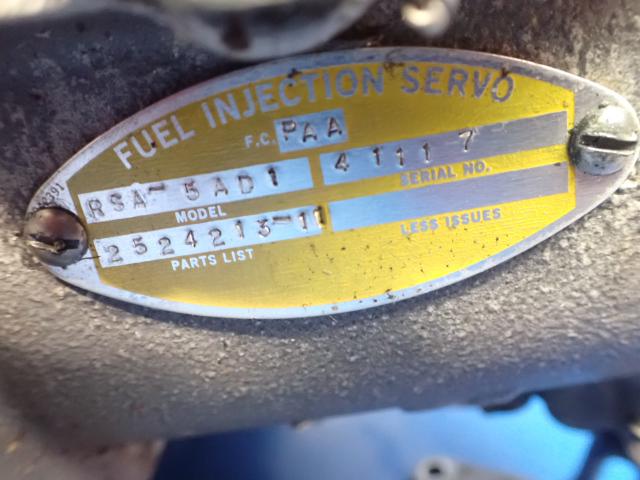 FUEL INJECTION SERVO
F.C. PAA
RSA-5AD1
MODEL
4111 7
SERIAL NO.
2524213-11
PARTS LIST
LESS ISSUES